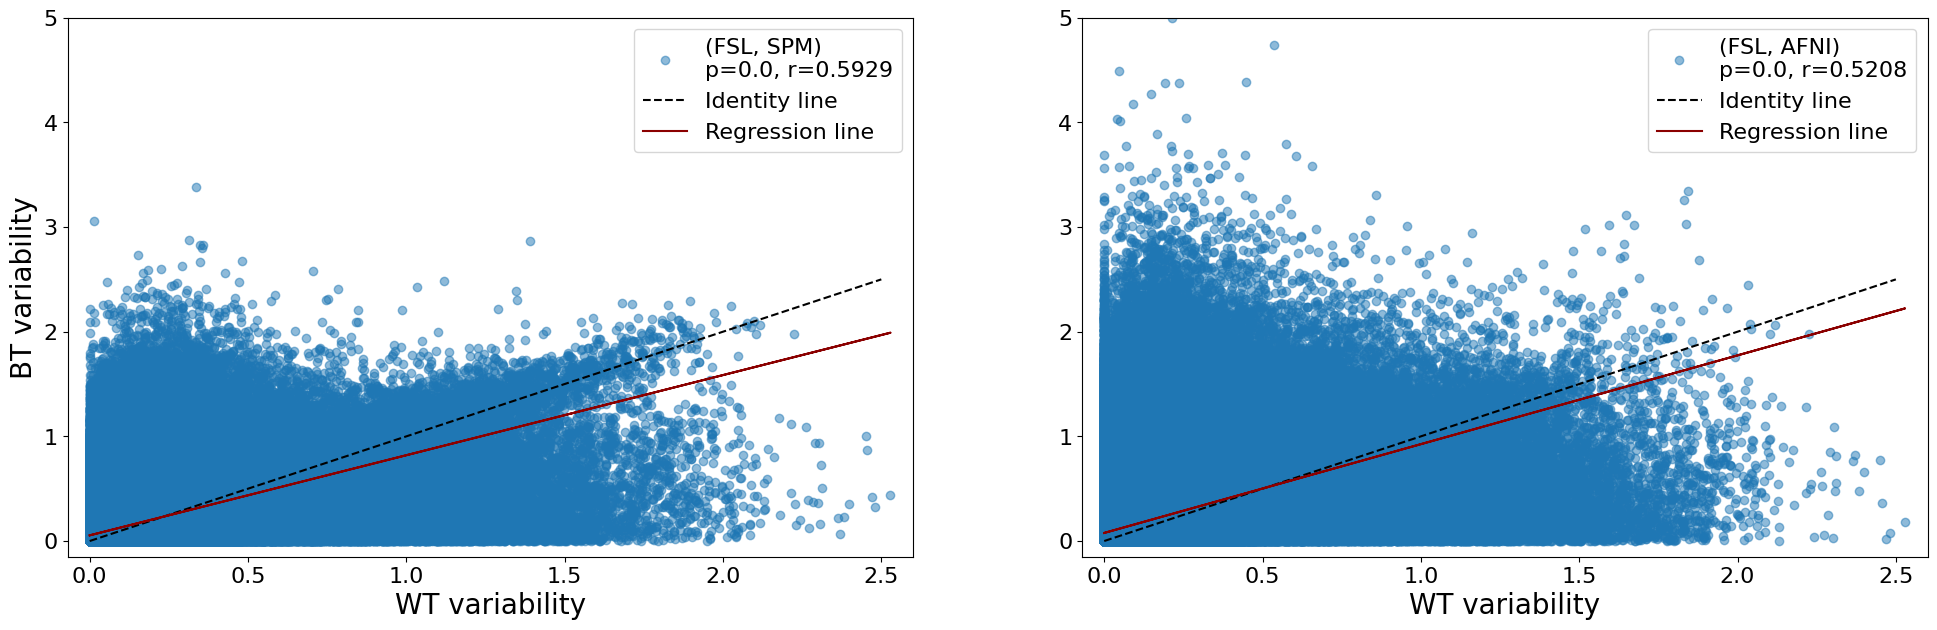 5
4
3
2
1
0
BT variability
0.0 0.5 1.0 1.5 2.0 2.5
WT variability
(FSL, SPM)
p=0.0, r=0.5929
Identity line
Regression line
5
4
3
2
1
0
0.0 0.5 1.0 1.5 2.0 2.5
WT variability
(FSL, AFNI)
p=0.0, r=0.5208
Identity line
Regression line